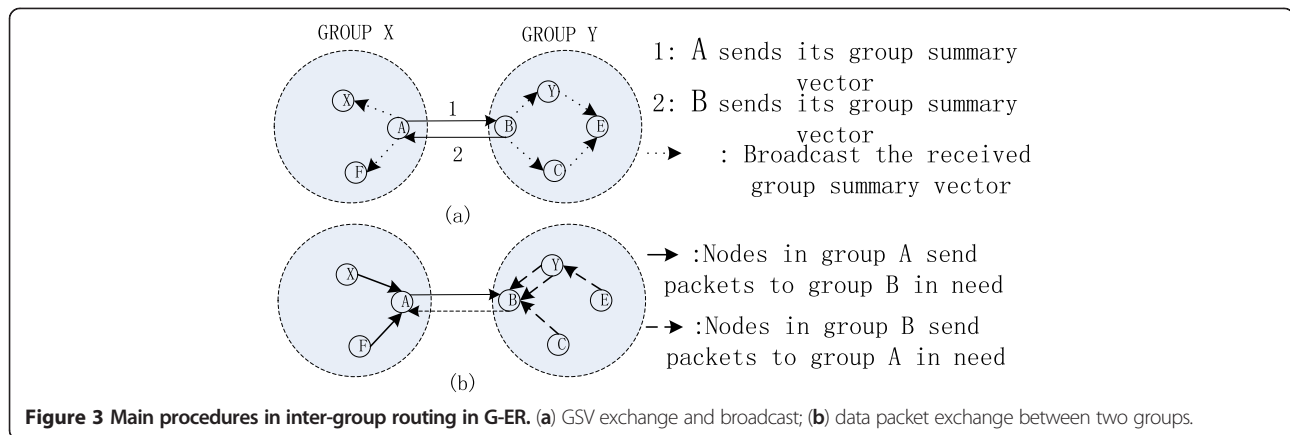 GROUP X
GROUP Y
X
A
F
1
2
B
Y
C
E
1: A sends its group summary
vector
2: B sends its group summary
vector
: Broadcast the received
group summary vector
(a)
X
A
F
B
Y
C
E
:Nodes in group A send
packets to group B in need
:Nodes in group B send
packets to group A in need
(b)
Figure 3 Main procedures in inter-group routing in G-ER. (a) GSV exchange and broadcast; (b) data packet exchange between two groups.